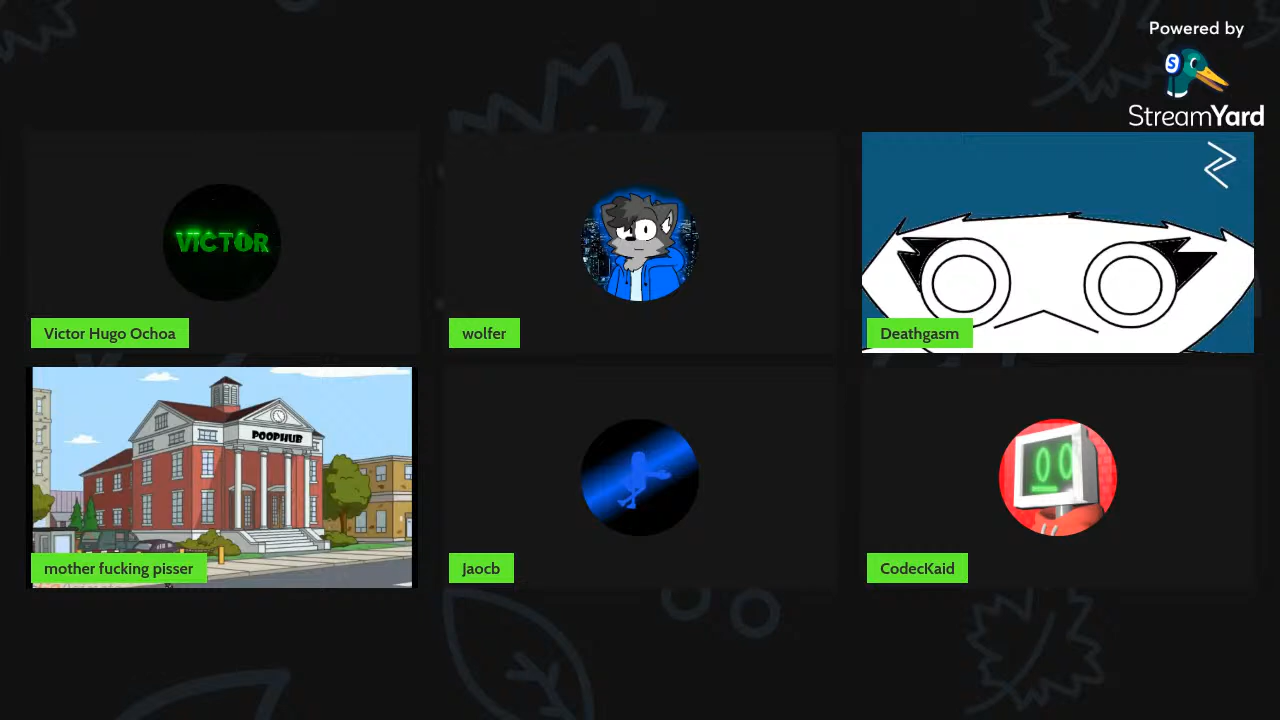 Powered by
S
StreamYard
VICTOR
Victor Hugo Ochoa
wolfer
Deathgasm
POOPHUB
mother fucking pisser
Jaocb
CodecKaid